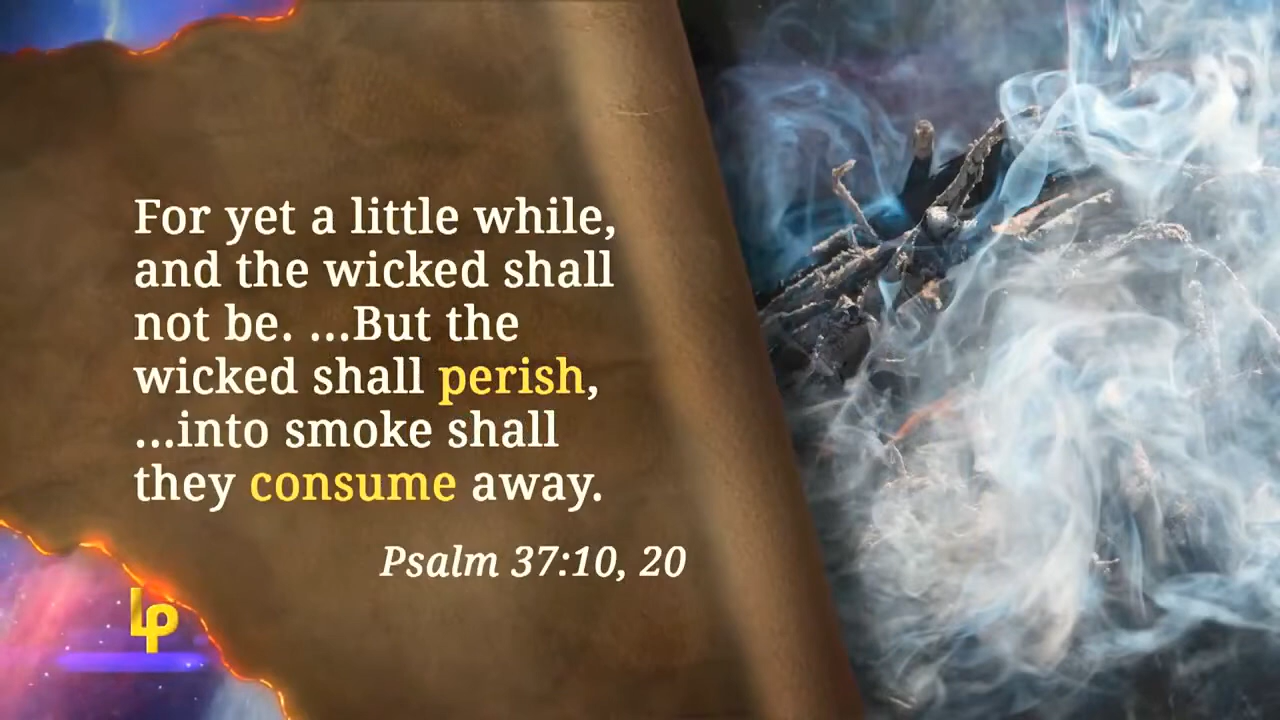 For yet a little while,
and the wicked shall
not be. ...But the
wicked shall perish,
...into smoke shall
they consume away.
Psalm 37:10, 20
LP